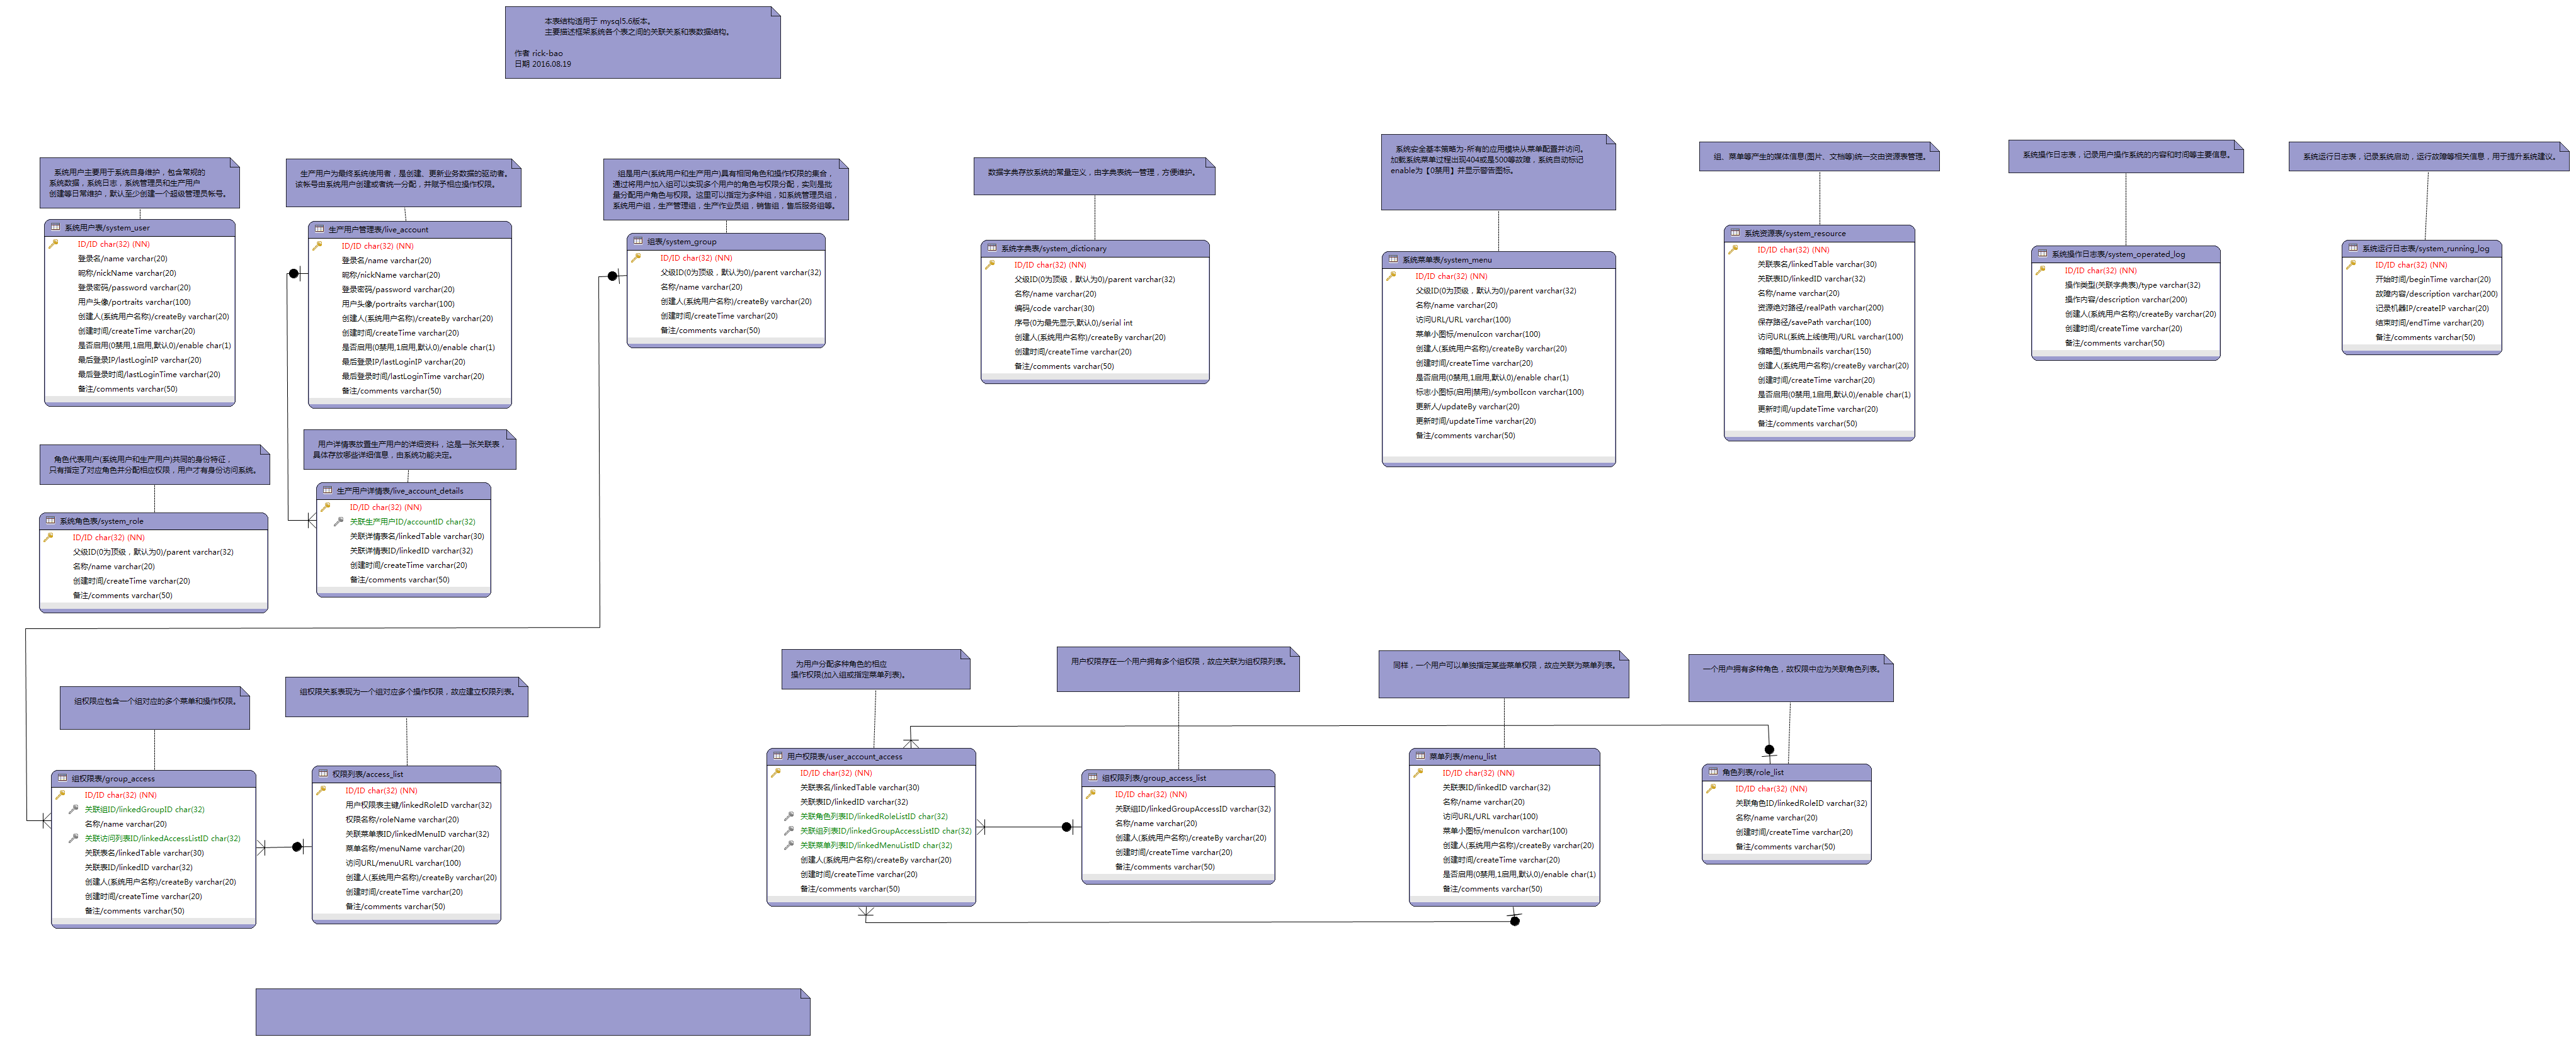 本表结构适用于 mysql5.6版本。
主要描述框架系统各个表之间的关联关系和表数据结构。
作者 rick-bao
日期 2016.08.19
系统用户主要用于系统自身维护，包含常规的
系统数据，系统日志，系统管理员和生产用户
创建等日常维护，默认至少创建一个超级管理员帐号。
系统用户表/system_user
ID/ID char(32) (NN)
登录名/name varchar(20)
昵称/nickName varchar(20)
登录密码/password varchar(20)
用户头像/portraits varchar(100)
创建人(系统用户名称)/createBy varchar(20)
创建时间/createTime varchar(20)
是否启用(0禁用,1启用,默认0)/enable char(1)
最后登录IP/lastLoginIP varchar(20)
最后登录时间/lastLoginTime varchar(20)
备注/comments varchar(50)
生产用户为最终系统使用者，是创建、更新业务数据的驱动者。
该帐号由系统用户创建或者统一分配，并赋予相应操作权限。
生产用户管理表/live_account
ID/ID char(32) (NN)
登录名/name varchar(20)
昵称/nickName varchar(20)
登录密码/password varchar(20)
用户头像/portraits varchar(100)
创建人(系统用户名称)/createBy varchar(20)
创建时间/createTime varchar(20)
是否启用(0禁用,1启用,默认0)/enable char(1)
最后登录IP/lastLoginIP varchar(20)
最后登录时间/lastLoginTime varchar(20)
备注/comments varchar(50)
组是用户(系统用户和生产用户)具有相同角色和操作权限的集合，
通过将用户加入组可以实现多个用户的角色与权限分配，实则是批
量分配用户角色与权限。这里可以指定为多种组，如系统管理员组，
系统用户组，生产管理组，生产作业员组，销售组，售后服务组等。
组表/system_group
ID/ID char(32) (NN)
父级ID(0为顶级，默认为0)/parent varchar(32)
名称/name varchar(20)
创建人(系统用户名称)/createBy varchar(20)
创建时间/createTime varchar(20)
备注/comments varchar(50)
数据字典存放系统的常量定义，由字典表统一管理，方便维护。
系统字典表/system_dictionary
ID/ID char(32) (NN)
父级ID(0为顶级，默认为0)/parent varchar(32)
名称/name varchar(20)
编码/code varchar(30)
序号(0为最先显示,默认0)/serial int
创建人(系统用户名称)/createBy varchar(20)
创建时间/createTime varchar(20)
备注/comments varchar(50)
系统安全基本策略为-所有的应用模块从菜单配置并访问。
加载系统菜单过程出现404或是500等故障，系统自动标记
enable为【0禁用】并显示警告图标。
系统菜单表/system_menu
ID/ID char(32) (NN)
父级ID(0为顶级，默认为0)/parent varchar(32)
名称/name varchar(20)
访问URL/URL varchar(100)
菜单小图标/menuIcon varchar(100)
创建人(系统用户名称)/createBy varchar(20)
创建时间/createTime varchar(20)
是否启用(0禁用,1启用,默认0)/enable char(1)
标志小图标(启用|禁用)/symbolIcon varchar(100)
更新人/updateBy varchar(20)
更新时间/updateTime varchar(20)
备注/comments varchar(50)
组、菜单等产生的媒体信息(图片、文档等)统一交由资源表管理。
系统资源表/system_resource
ID/ID char(32) (NN)
关联表名/linkedTable varchar(30)
关联表ID/linkedID varchar(32)
名称/name varchar(20)
资源绝对路径/realPath varchar(200)
保存路径/savePath varchar(100)
访问URL(系统上线使用)/URL varchar(100)
缩略图/thumbnails varchar(150)
创建人(系统用户名称)/createBy varchar(20)
创建时间/createTime varchar(20)
是否启用(0禁用,1启用,默认0)/enable char(1)
更新时间/updateTime varchar(20)
备注/comments varchar(50)
系统操作日志表，记录用户操作系统的内容和时间等主要信息。
系统操作日志表/system_operated_log
ID/ID char(32) (NN)
操作类型(关联字典表)/type varchar(32)
操作内容/description varchar(200)
创建人(系统用户名称)/createBy varchar(20)
创建时间/createTime varchar(20)
备注/comments varchar(50)
系统运行日志表，记录系统启动，运行故障等相关信息，用于提升系统建议。
系统运行日志表/system_running_log
ID/ID char(32) (NN)
开始时间/beginTime varchar(20)
故障内容/description varchar(200)
记录机器IP/createIP varchar(20)
结束时间/endTime varchar(20)
备注/comments varchar(50)
角色代表用户(系统用户和生产用户)共同的身份特征，
只有指定了对应角色并分配相应权限，用户才有身份访问系统。
系统角色表/system_role
ID/ID char(32) (NN)
父级ID(0为顶级，默认为0)/parent varchar(32)
名称/name varchar(20)
创建时间/createTime varchar(20)
备注/comments varchar(50)
用户详情表放置生产用户的详细资料，这是一张关联表，
具体存放哪些详细信息，由系统功能决定。
生产用户详情表/live_account_details
ID/ID char(32) (NN)
关联生产用户ID/accountID char(32)
关联详情表名/linkedTable varchar(30)
关联详情表ID/linkedID varchar(32)
创建时间/createTime varchar(20)
备注/comments varchar(50)
组权限应包含一个组对应的多个菜单和操作权限。
组权限表/group_access
ID/ID char(32) (NN)
关联组ID/linkedGroupID char(32)
名称/name varchar(20)
关联访问列表ID/linkedAccessListID char(32)
关联表名/linkedTable varchar(30)
关联表ID/linkedID varchar(32)
创建人(系统用户名称)/createBy varchar(20)
创建时间/createTime varchar(20)
备注/comments varchar(50)
组权限关系表现为一个组对应多个操作权限，故应建立权限列表。
权限列表/access_list
ID/ID char(32) (NN)
用户权限表主键/linkedRoleID varchar(32)
权限名称/roleName varchar(20)
关联菜单表ID/linkedMenuID varchar(32)
菜单名称/menuName varchar(20)
访问URL/menuURL varchar(100)
创建人(系统用户名称)/createBy varchar(20)
创建时间/createTime varchar(20)
备注/comments varchar(50)
为用户分配多种角色的相应
操作权限(加入组或指定菜单列表)。
用户权限表/user_account_access
ID/ID char(32) (NN)
关联表名/linkedTable varchar(30)
关联表ID/linkedID varchar(32)
关联角色列表ID/linkedRoleListID char(32)
关联组列表ID/linkedGroupAccessListID char(32)
关联菜单列表ID/linkedMenuListID char(32)
创建人(系统用户名称)/createBy varchar(20)
创建时间/createTime varchar(20)
备注/comments varchar(50)
用户权限存在一个用户拥有多个组权限，故应关联为组权限列表。
组权限列表/group_access_list
ID/ID char(32) (NN)
关联组ID/linkedGroupAccessID varchar(32)
名称/name varchar(20)
创建人(系统用户名称)/createBy varchar(20)
创建时间/createTime varchar(20)
备注/comments varchar(50)
同样，一个用户可以单独指定某些菜单权限，故应关联为菜单列表。
菜单列表/menu_list
ID/ID char(32) (NN)
关联表ID/linkedID varchar(32)
名称/name varchar(20)
访问URL/URL varchar(100)
菜单小图标/menuIcon varchar(100)
创建人(系统用户名称)/createBy varchar(20)
创建时间/createTime varchar(20)
是否启用(0禁用,1启用,默认0)/enable char(1)
备注/comments varchar(50)
一个用户拥有多种角色，故权限中应为关联角色列表。
角色列表/role_list
ID/ID char(32) (NN)
关联角色ID/linkedRoleID varchar(32)
名称/name varchar(20)
创建时间/createTime varchar(20)
备注/comments varchar(50)